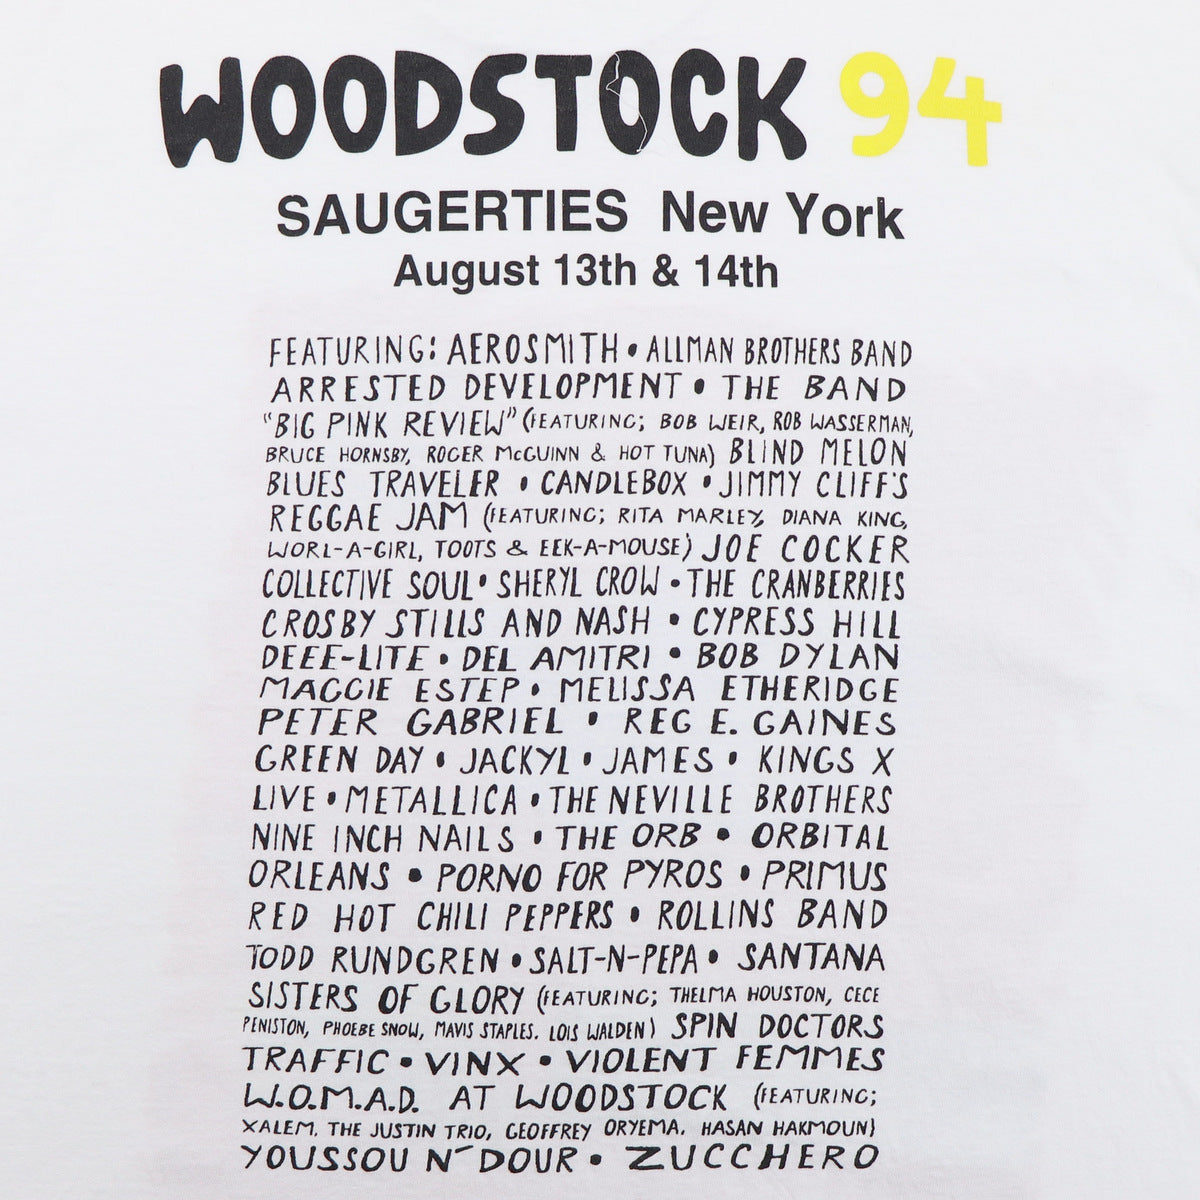 WOODSTOCK 94
SAUGERTIES New York
August 13th & 14th
FEATURING: AEROSMITH • ALLMAN BROTHERS BAND
ARRESTED DEVELOPMENT • THE BAND
"BIG PINK REVIEW" (FEATURING; BOB WEIR, ROB WASSERMAN,
BRUCE HORNSBY, ROGER McGUINN & HOT TUNA) BLIND MELON
BLUES TRAVELER • CANDLEBOX • JIMMY CLIFF'S
REGGAE JAM (FEATURING; RITA MARLEY, DIANA KING,
WORL-A-GIRL, TOOTS & EEK-A-MOUSE) JOE COCKER
COLLECTIVE SOUL • SHERYL CROW • THE CRANBERRIES
CROSBY STILLS AND NASH • CYPRESS HILL
DEEE-LITE • DEL AMITRI • BOB DYLAN
MAGGIE ESTEP • MELISSA ETHERIDGE
PETER GABRIEL • REG E. GAINES
GREEN DAY • JACKYL • JAMES • KINGS X
LIVE • METALLICA • THE NEVILLE BROTHERS
NINE INCH NAILS • THE ORB • ORBITAL
ORLEANS • PORNO FOR PYROS • PRIMUS
RED HOT CHILI PEPPERS • ROLLINS BAND
TODD RUNDGREN • SALT-N-PEPA • SANTANA
SISTERS OF GLORY (FEATURING; THELMA HOUSTON, CECE
PENISTON, PHOEBE SNOW, MAVIS STAPLES. LOIS WALDEN) SPIN DOCTORS
TRAFFIC • VINX • VIOLENT FEMMES
W.O.M.A.D. AT WOODSTOCK (FEATURING;
XALEM. THE JUSTIN TRIO, GEOFFREY ORYEMA. HASAN HAKMOUN)
YOUSSOU N'DOUR • ZUCCHERO